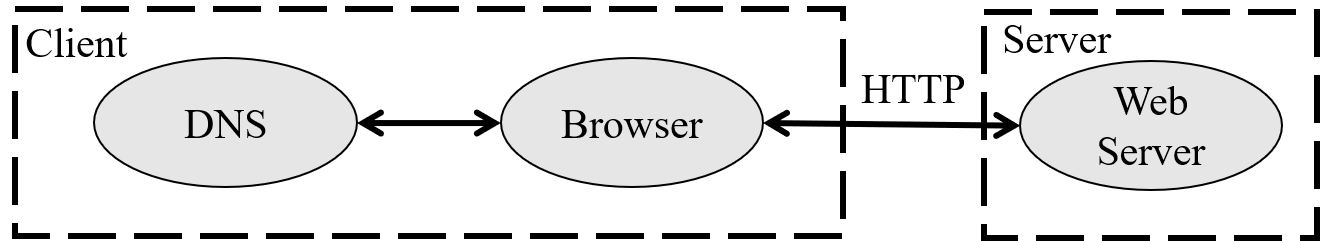 Client
DNS
Browser
HTTP
Server
Web
Server